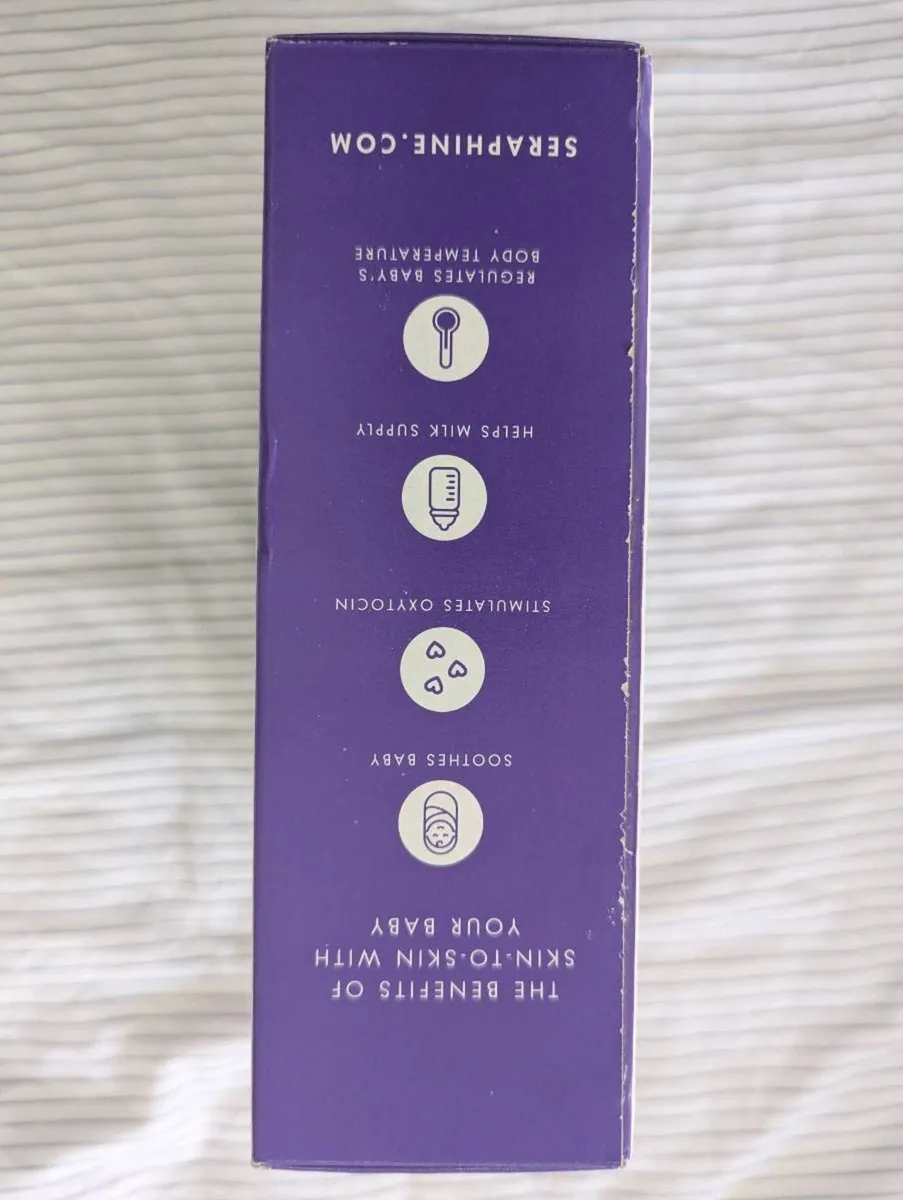 THE BENEFITS OF
SKIN-TO-SKIN WITH
YOUR BABY
SOOTHES BABY
STIMULATES OXYTOCIN
HELPS MILK SUPPLY
REGULATES BABY'S
BODY TEMPERATURE
SERAPHINE.COM